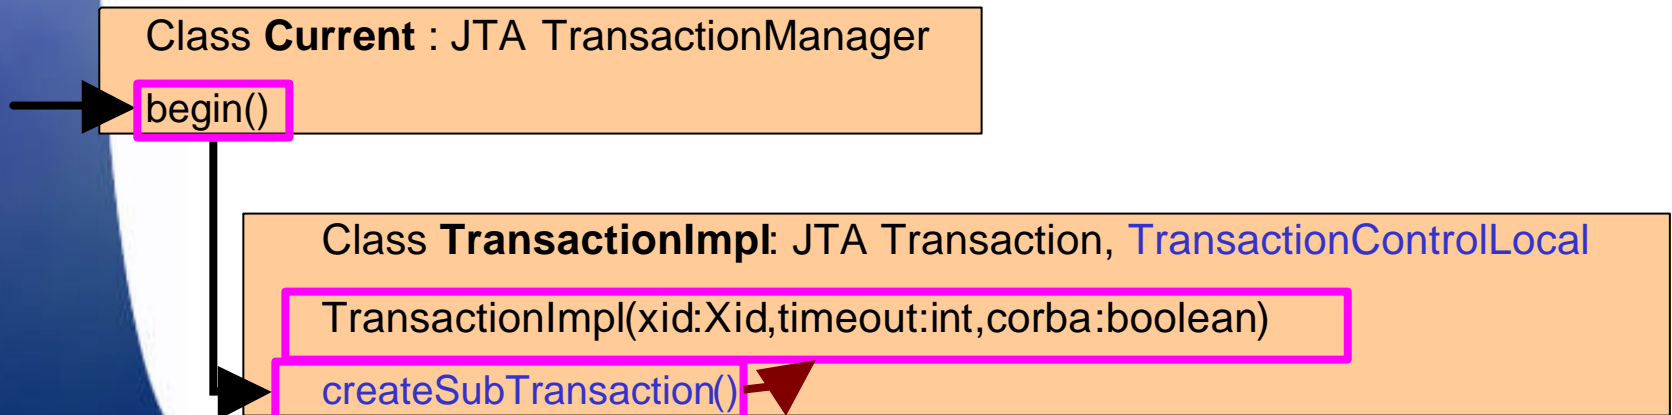 Class Current : JTA TransactionManager
begin()
Class TransactionImpl: JTA Transaction, TransactionControlLocal
TransactionImpl(xid:Xid,timeout:int,corba:boolean)
createSubTransaction()